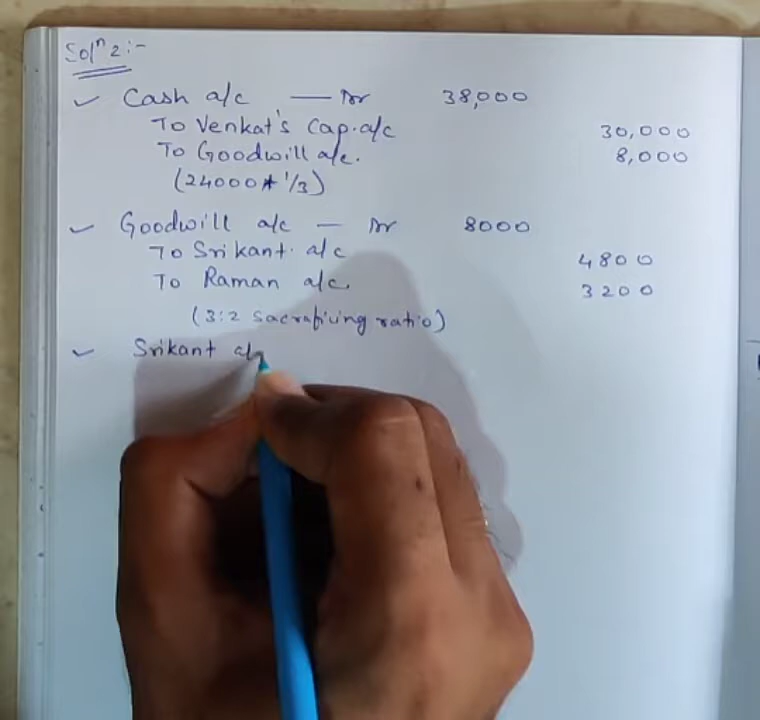 Solⁿ 2:-
Cash a/c — Dr 38,000
To Venkat's Cap. a/c 30,000
To Goodwill a/c. 8,000
(24000 * 1/3)
Goodwill a/c — Dr 8000
To Srikant. a/c 4800
To Raman a/c. 3200
(3:2 Sacrafising ratio)
Srikant a/c